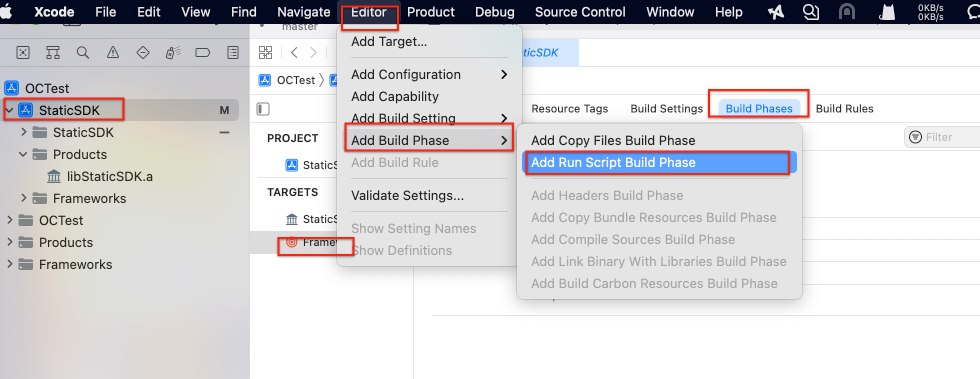 Xcode File Edit View Find Navigate Editor Product Debug Source Control Window Help 0KB/s
0KB/s
master
Add Target...
OCTest
OCTest
Add Configuration
Add Capability
StaticSDK M
Resource Tags Build Settings Build Phases Build Rules
Add Build Setting
StaticSDK
PROJECT
Add Build Phase
Add Copy Files Build Phase
Filter
Products
Add Build Rule
Add Run Script Build Phase
libStaticSDK.a
TARGETS
Validate Settings...
Add Headers Build Phase
Frameworks
Add Copy Bundle Resources Build Phase
OCTest
Show Setting Names
Add Compile Sources Build Phase
Products
Show Definitions
Add Link Binary With Libraries Build Phase
Frameworks
Add Build Carbon Resources Build Phase